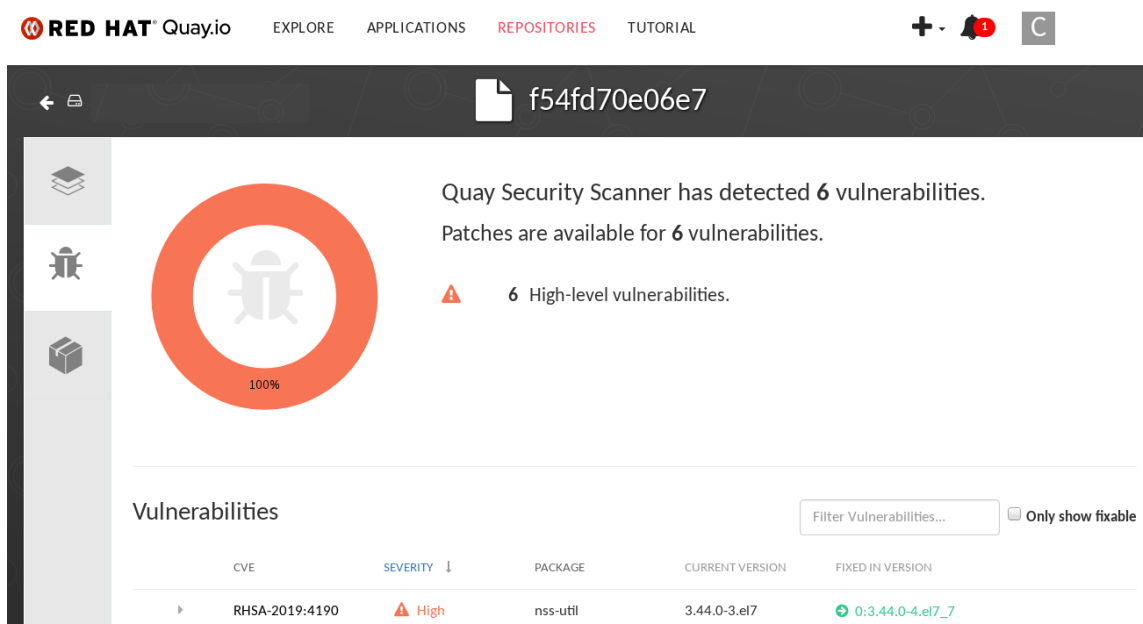 RED HAT Quay.io EXPLORE APPLICATIONS REPOSITORIES TUTORIAL 1 C
f54fd70e06e7
Quay Security Scanner has detected 6 vulnerabilities.
Patches are available for 6 vulnerabilities.
6 High-level vulnerabilities.
100%
Vulnerabilities Filter Vulnerabilities... Only show fixable
CVE SEVERITY PACKAGE CURRENT VERSION FIXED IN VERSION
RHSA-2019:4190 High nss-util 3.44.0-3.el7 0:3.44.0-4.el7_7